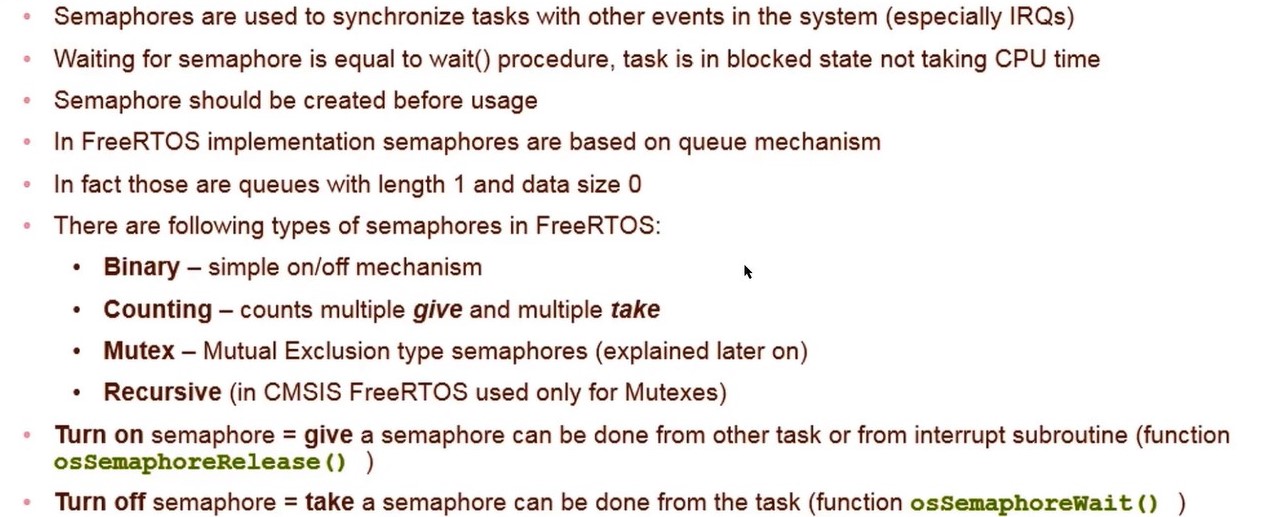 • Semaphores are used to synchronize tasks with other events in the system (especially IRQs)
• Waiting for semaphore is equal to wait() procedure, task is in blocked state not taking CPU time
• Semaphore should be created before usage
• In FreeRTOS implementation semaphores are based on queue mechanism
• In fact those are queues with length 1 and data size 0
• There are following types of semaphores in FreeRTOS:
• Binary – simple on/off mechanism
• Counting – counts multiple give and multiple take
• Mutex – Mutual Exclusion type semaphores (explained later on)
• Recursive (in CMSIS FreeRTOS used only for Mutexes)
• Turn on semaphore = give a semaphore can be done from other task or from interrupt subroutine (function
osSemaphoreRelease() )
• Turn off semaphore = take a semaphore can be done from the task (function osSemaphoreWait() )